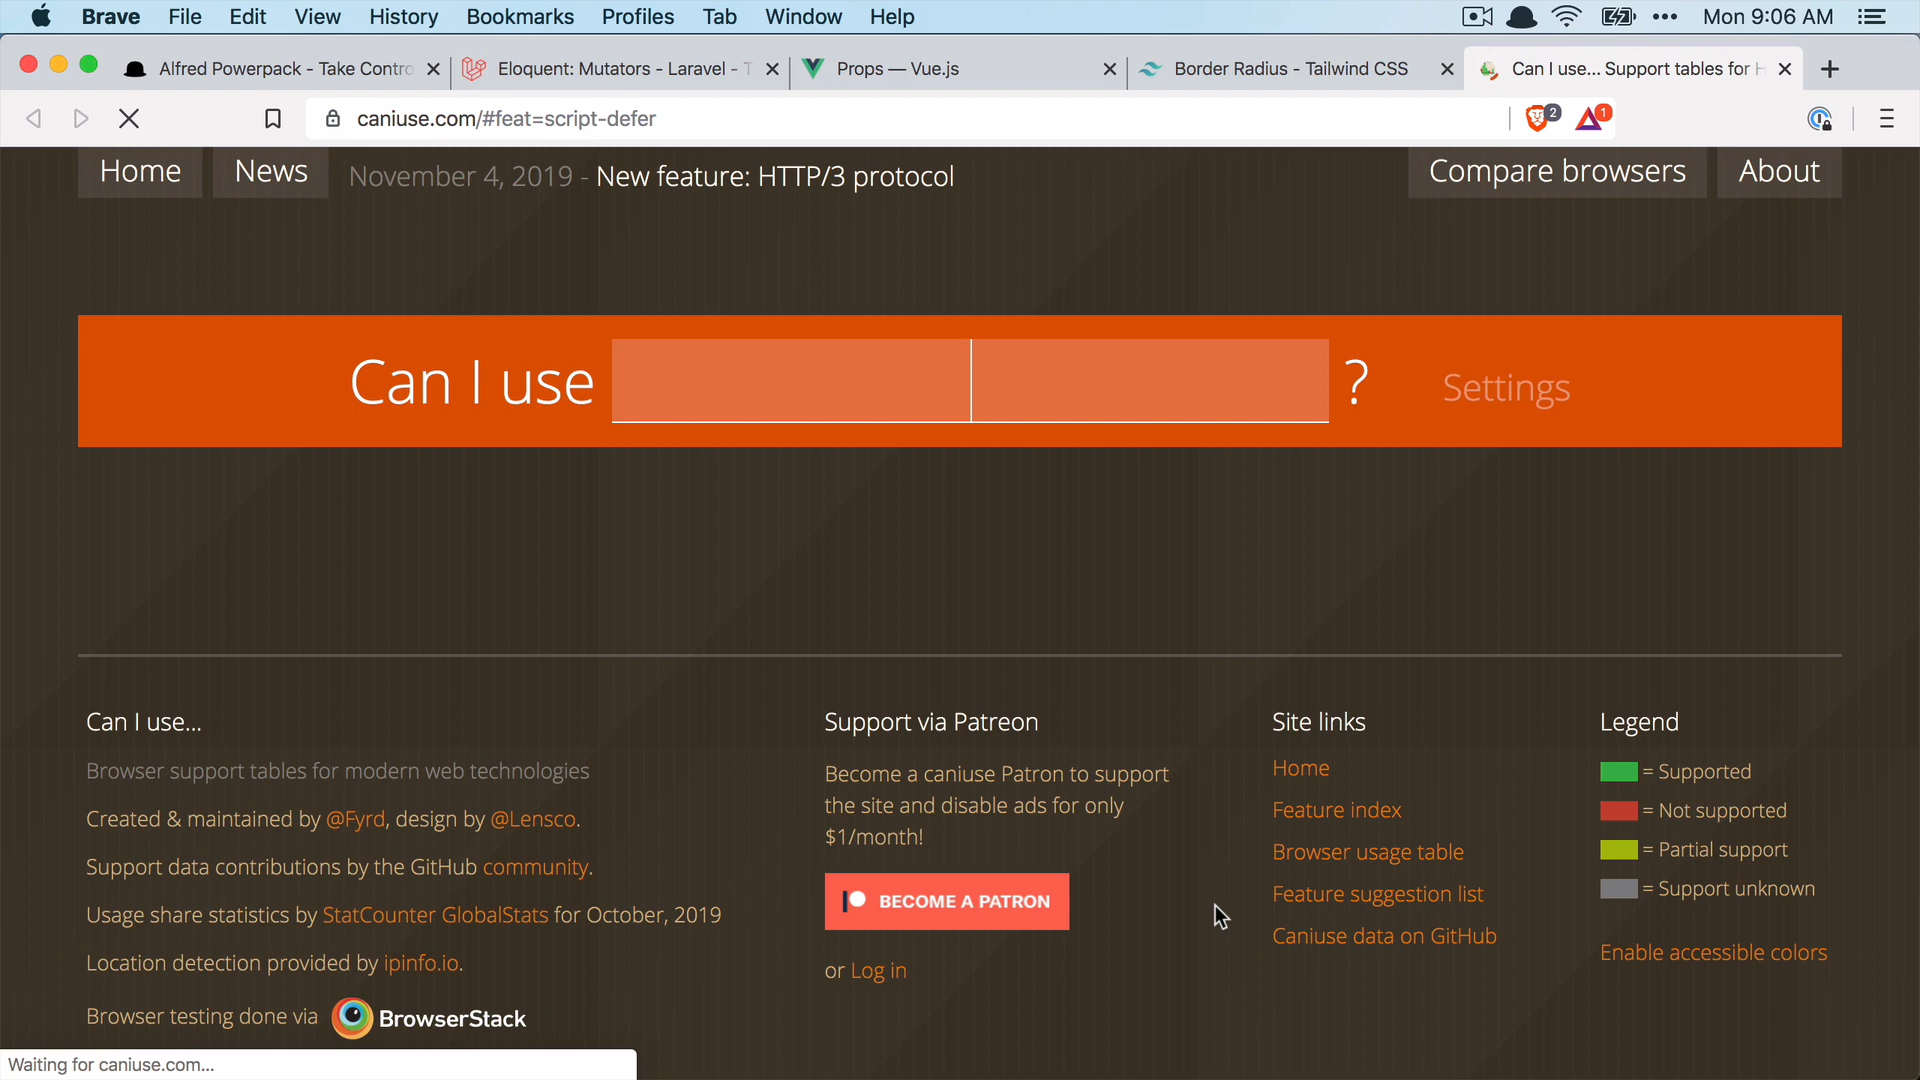 Brave File Edit View History Bookmarks Profiles Tab Window Help Mon 9:06 AM
Alfred Powerpack - Take Contro
Eloquent: Mutators - Laravel - T
Props — Vue.js
Border Radius - Tailwind CSS
Can I use... Support tables for H
caniuse.com/#feat=script-defer
2
1
Home
News
November 4, 2019 - New feature: HTTP/3 protocol
Compare browsers
About
Can I use ?
Settings
Can I use...
Browser support tables for modern web technologies
Created & maintained by @Fyrd, design by @Lensco.
Support data contributions by the GitHub community.
Usage share statistics by StatCounter GlobalStats for October, 2019
Location detection provided by ipinfo.io.
Browser testing done via BrowserStack
Support via Patreon
Become a caniuse Patron to support
the site and disable ads for only
$1/month!
BECOME A PATRON
or Log in
Site links
Home
Feature index
Browser usage table
Feature suggestion list
Caniuse data on GitHub
Legend
= Supported
= Not supported
= Partial support
= Support unknown
Enable accessible colors
Waiting for caniuse.com...